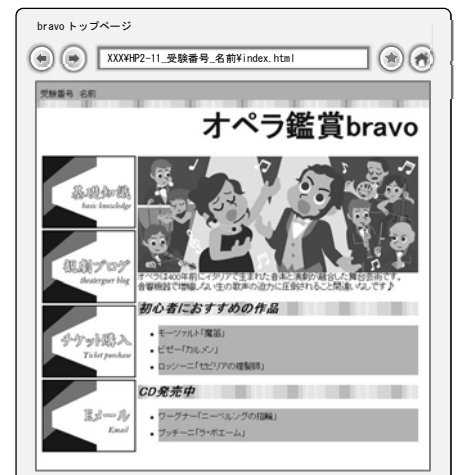 bravo トップページ
XXX¥HP2-11_受験番号_名前¥index.html
受験番号 名前
オペラ鑑賞bravo
基礎知識
basic knowledge
観劇ブログ
theatergoer blog
チケット購入
Ticket purchase
Eメール
Email
オペラは400年前にイタリアで生まれた音楽と演劇が融合した舞台芸術です。
音響機器で増幅しない生の歌声の迫力に圧倒されること間違いなしです♪
初心者におすすめの作品
• モーツァルト「魔笛」
• ビゼー「カルメン」
• ロッシーニ「セビリアの理髪師」
CD発売中
• ワーグナー「ニーベルングの指輪」
• プッチーニ「ラ・ボエーム」